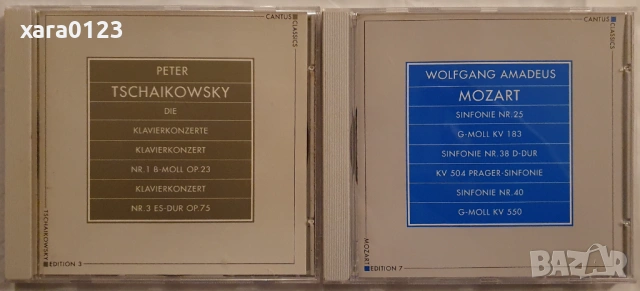 xara0123
CANTUS
CLASSICS
PETER
TSCHAIKOWSKY
DIE
KLAVIERKONZERTE
KLAVIERKONZERT
NR.1 B-MOLL OP.23
KLAVIERKONZERT
NR.3 ES-DUR OP.75
TSCHAIKOWSKY
EDITION 3
CANTUS
CLASSICS
WOLFGANG AMADEUS
MOZART
SINFONIE NR.25
G-MOLL KV 183
SINFONIE NR.38 D-DUR
KV 504 PRAGER-SINFONIE
SINFONIE NR.40
G-MOLL KV 550
MOZART
EDITION 7
BAZAR